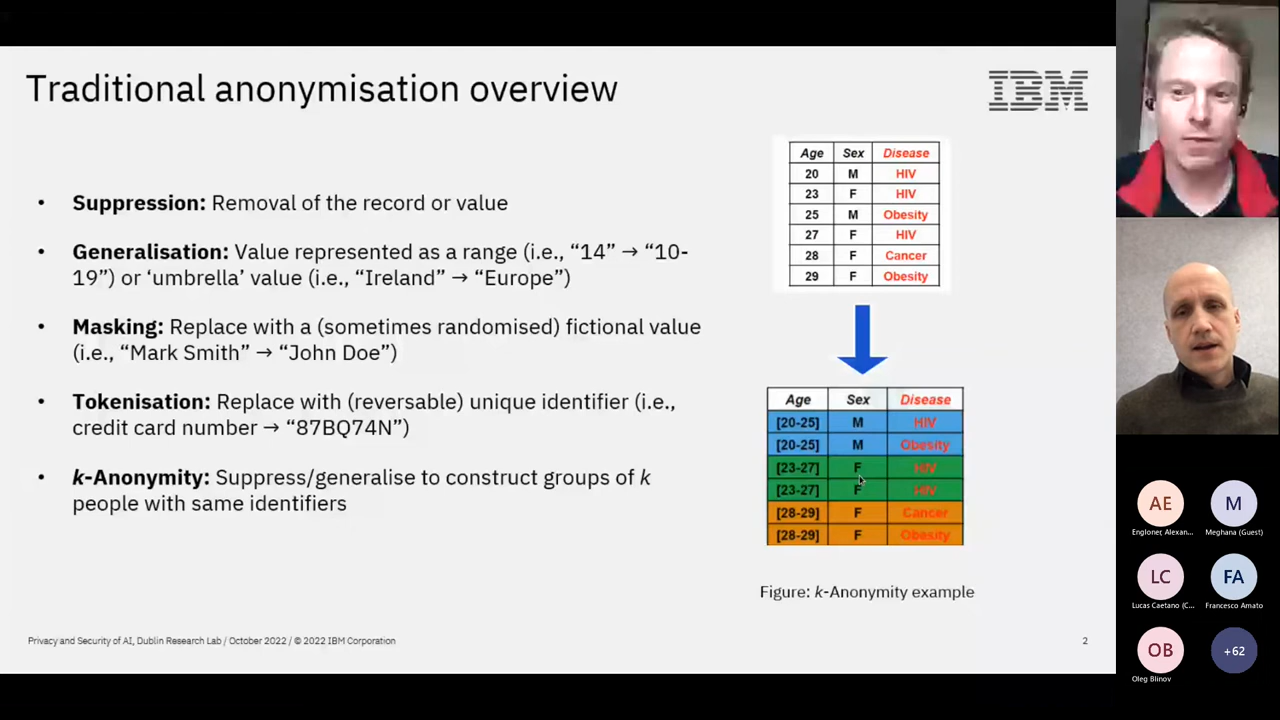 Traditional anonymisation overview
IBM
• Suppression: Removal of the record or value
• Generalisation: Value represented as a range (i.e., “14” → “10-
19”) or ‘umbrella’ value (i.e., “Ireland” → “Europe”)
• Masking: Replace with a (sometimes randomised) fictional value
(i.e., “Mark Smith” → “John Doe”)
• Tokenisation: Replace with (reversable) unique identifier (i.e.,
credit card number → “87BQ74N”)
• k-Anonymity: Suppress/generalise to construct groups of k
people with same identifiers
Age Sex Disease
20 M HIV
23 F HIV
25 M Obesity
27 F HIV
28 F Cancer
29 F Obesity
Age Sex Disease
[20-25] M HIV
[20-25] M Obesity
[23-27] F HIV
[23-27] F HIV
[28-29] F Cancer
[28-29] F Obesity
Figure: k-Anonymity example
Privacy and Security of AI, Dublin Research Lab / October 2022 / © 2022 IBM Corporation
2
AE M
Engloner, Alexan... Meghana (Guest)
LC FA
Lucas Caetano (C... Francesco Amato
OB +62
Oleg Blinov